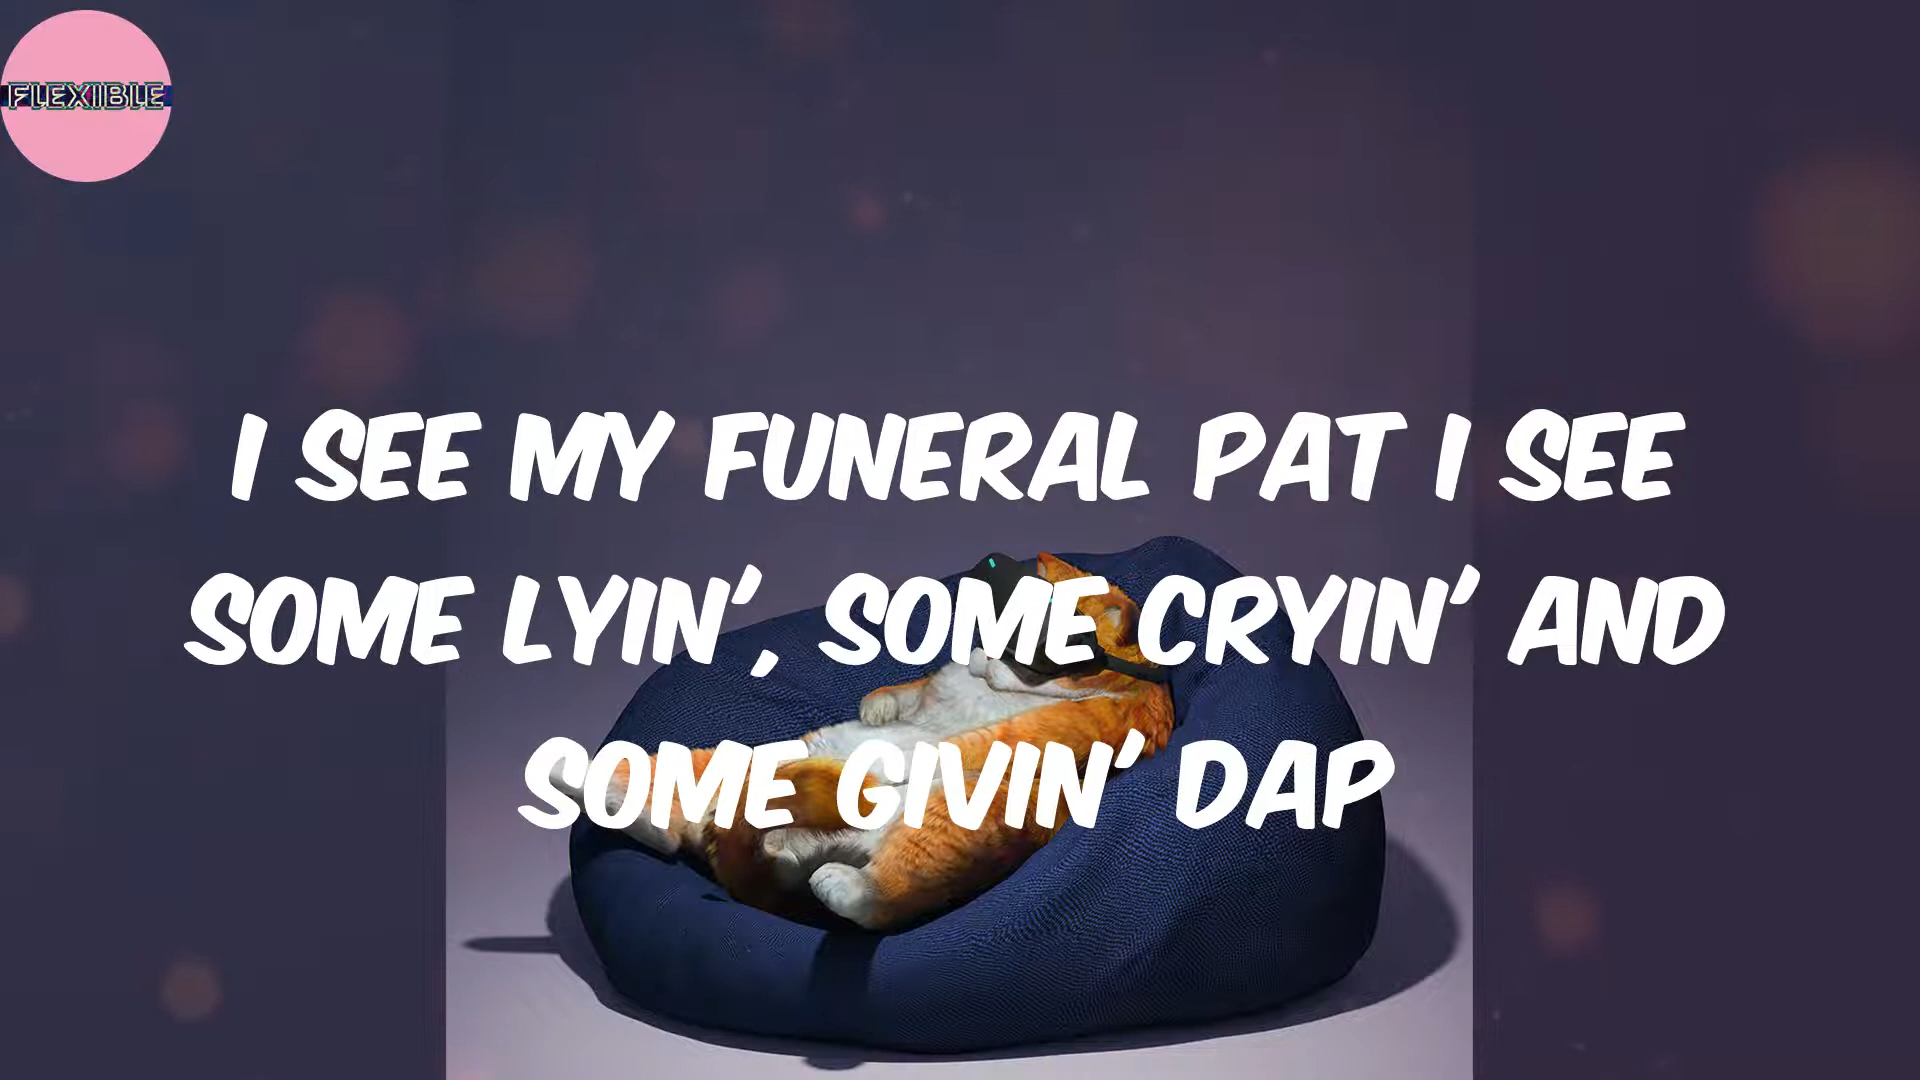 FLEXIBLE
I SEE MY FUNERAL PAT I SEE
SOME LYIN', SOME CRYIN' AND
SOME GIVIN' DAP